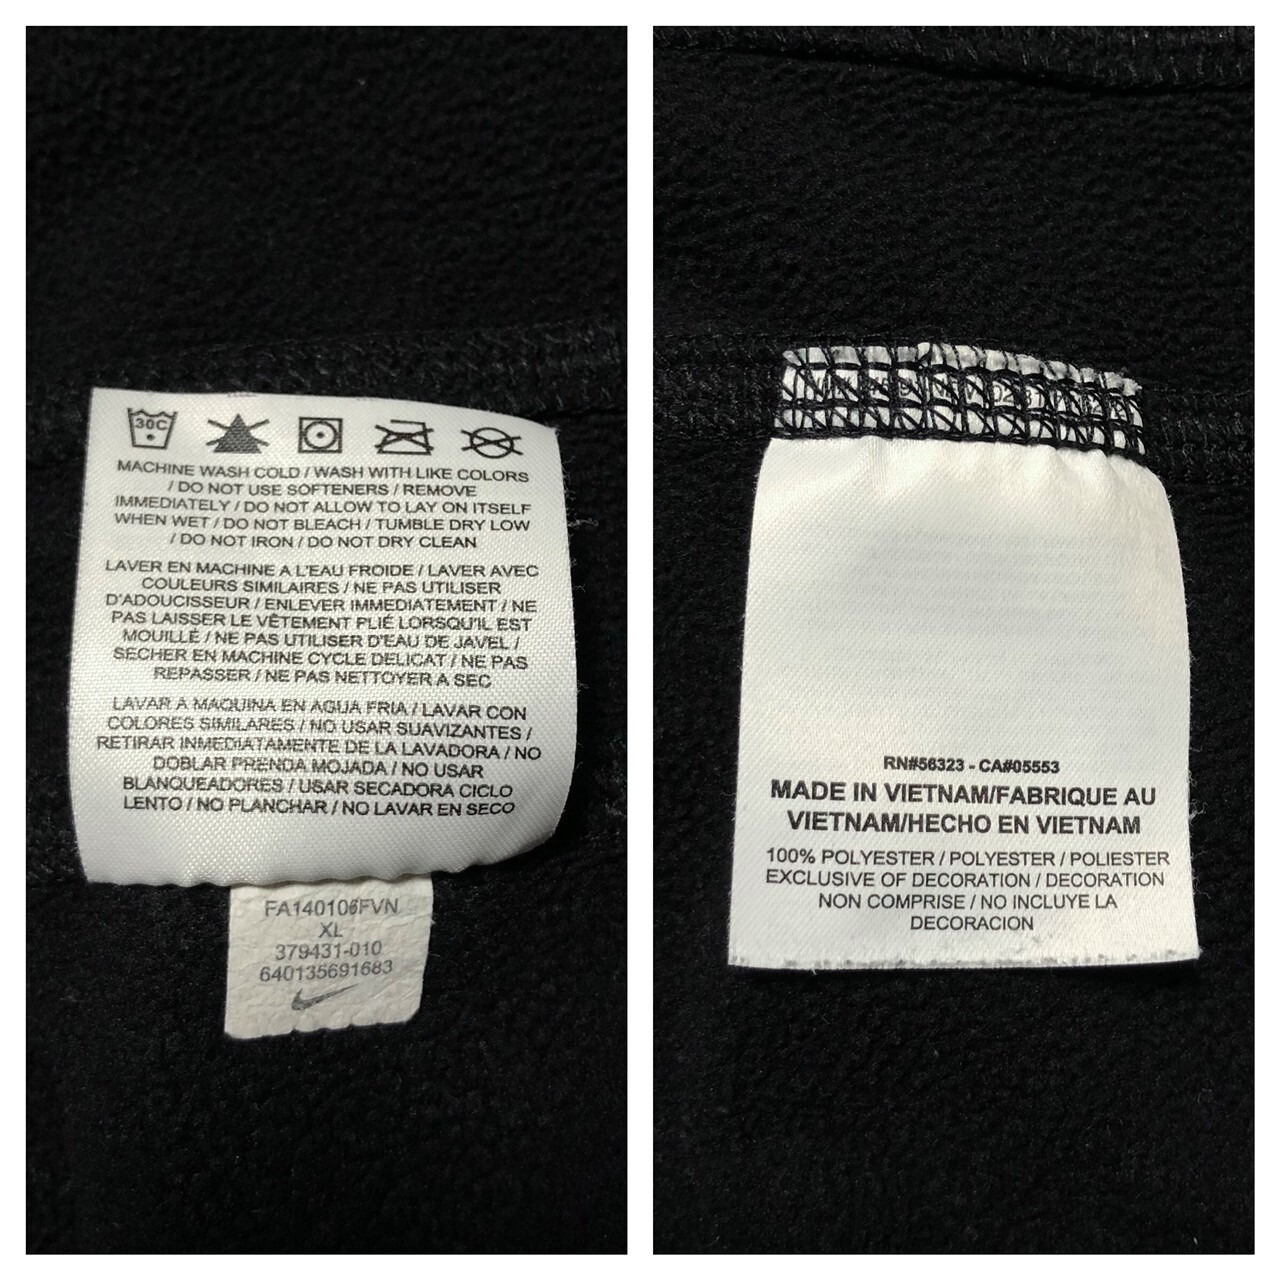 30C
MACHINE WASH COLD / WASH WITH LIKE COLORS
/ DO NOT USE SOFTENERS / REMOVE
IMMEDIATELY / DO NOT ALLOW TO LAY ON ITSELF
WHEN WET / DO NOT BLEACH / TUMBLE DRY LOW
/ DO NOT IRON / DO NOT DRY CLEAN
LAVER EN MACHINE A L'EAU FROIDE / LAVER AVEC
COULEURS SIMILAIRES / NE PAS UTILISER
D'ADOUCISSEUR / ENLEVER IMMEDIATEMENT / NE
PAS LAISSER LE VÊTEMENT PLIÉ LORSQU'IL EST
MOUILLÉ / NE PAS UTILISER D'EAU DE JAVEL /
SECHER EN MACHINE CYCLE DELICAT / NE PAS
REPASSER / NE PAS NETTOYER A SEC
LAVAR A MAQUINA EN AGUA FRIA / LAVAR CON
COLORES SIMILARES / NO USAR SUAVIZANTES /
RETIRAR INMEDIATAMENTE DE LA LAVADORA / NO
DOBLAR PRENDA MOJADA / NO USAR
BLANQUEADORES / USAR SECADORA CICLO
LENTO / NO PLANCHAR / NO LAVAR EN SECO
FA140106FVN
XL
379431-010
640135691683
RN#56323 - CA#05553
MADE IN VIETNAM/FABRIQUE AU
VIETNAM/HECHO EN VIETNAM
100% POLYESTER / POLYESTER / POLIESTER
EXCLUSIVE OF DECORATION / DECORATION
NON COMPRISE / NO INCLUYE LA
DECORACION